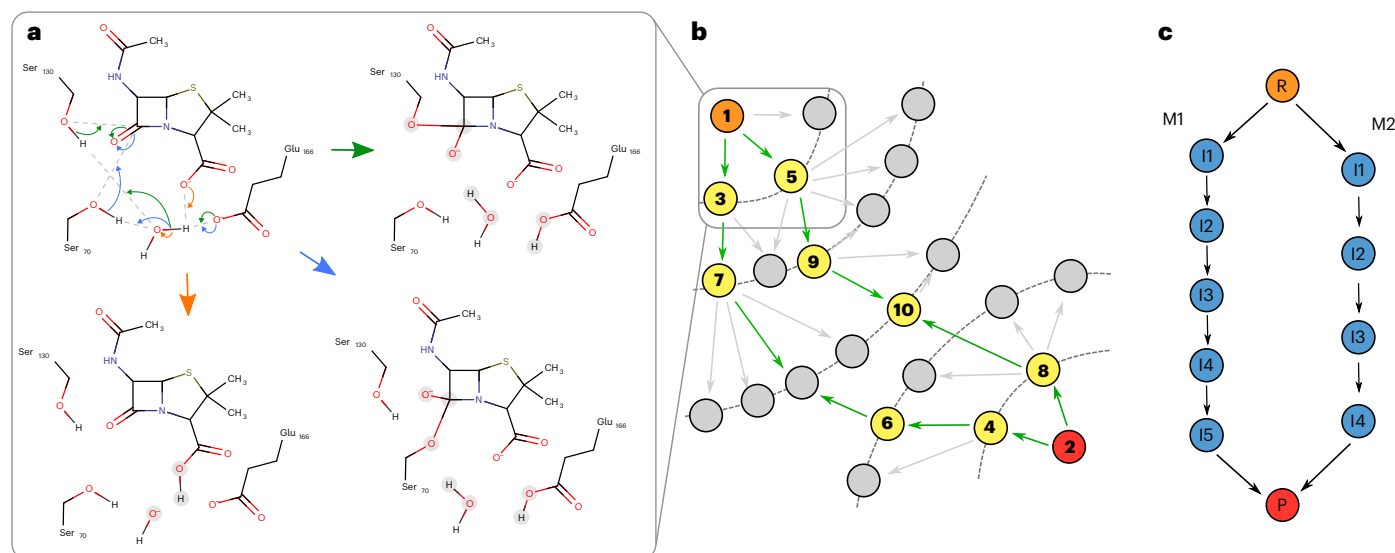 a
O
CH₃
HN
S
CH₃
CH₃
N
O
O
O⁻
Ser 130
O
H
Glu 166
O
O
Ser 70
O
H
O
H
H
O
CH₃
HN
S
CH₃
CH₃
N
O
O⁻
O
O⁻
Ser 130
Glu 166
O
O
H
Ser 70
O
H
H
O
H
O
CH₃
HN
S
CH₃
CH₃
N
O
O
O
H
Ser 130
O
H
Glu 166
O⁻
O
Ser 70
O
H
O⁻
H
O
CH₃
HN
S
CH₃
CH₃
N
O⁻
O
O
O⁻
Ser 130
O
H
Glu 166
O
O
H
Ser 70
H
O
H
b
1
5
3
9
7
10
8
6
4
2
c
R
M1
M2
I1
I1
I2
I2
I3
I3
I4
I4
I5
P